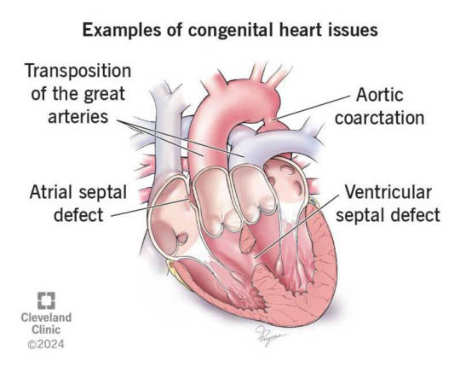 Examples of congenital heart issues
Transposition
of the great
arteries
Aortic
coarctation
Atrial septal
defect
Ventricular
septal defect
Cleveland
Clinic
©2024